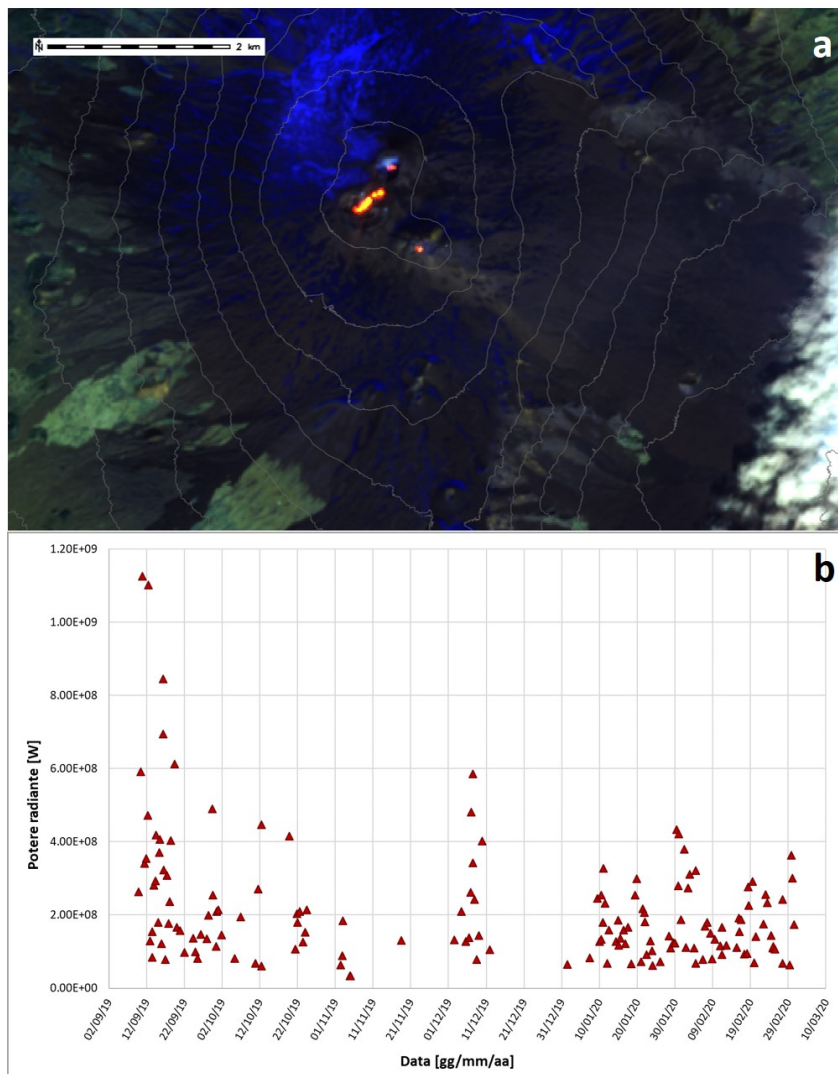 N
2 km
a
b
1.20E+09
1.00E+09
8.00E+08
6.00E+08
4.00E+08
2.00E+08
0.00E+00
Potere radiante [W]
02/09/19
12/09/19
22/09/19
02/10/19
12/10/19
22/10/19
01/11/19
11/11/19
21/11/19
01/12/19
11/12/19
21/12/19
31/12/19
10/01/20
20/01/20
30/01/20
09/02/20
19/02/20
29/02/20
10/03/20
Data [gg/mm/aa]